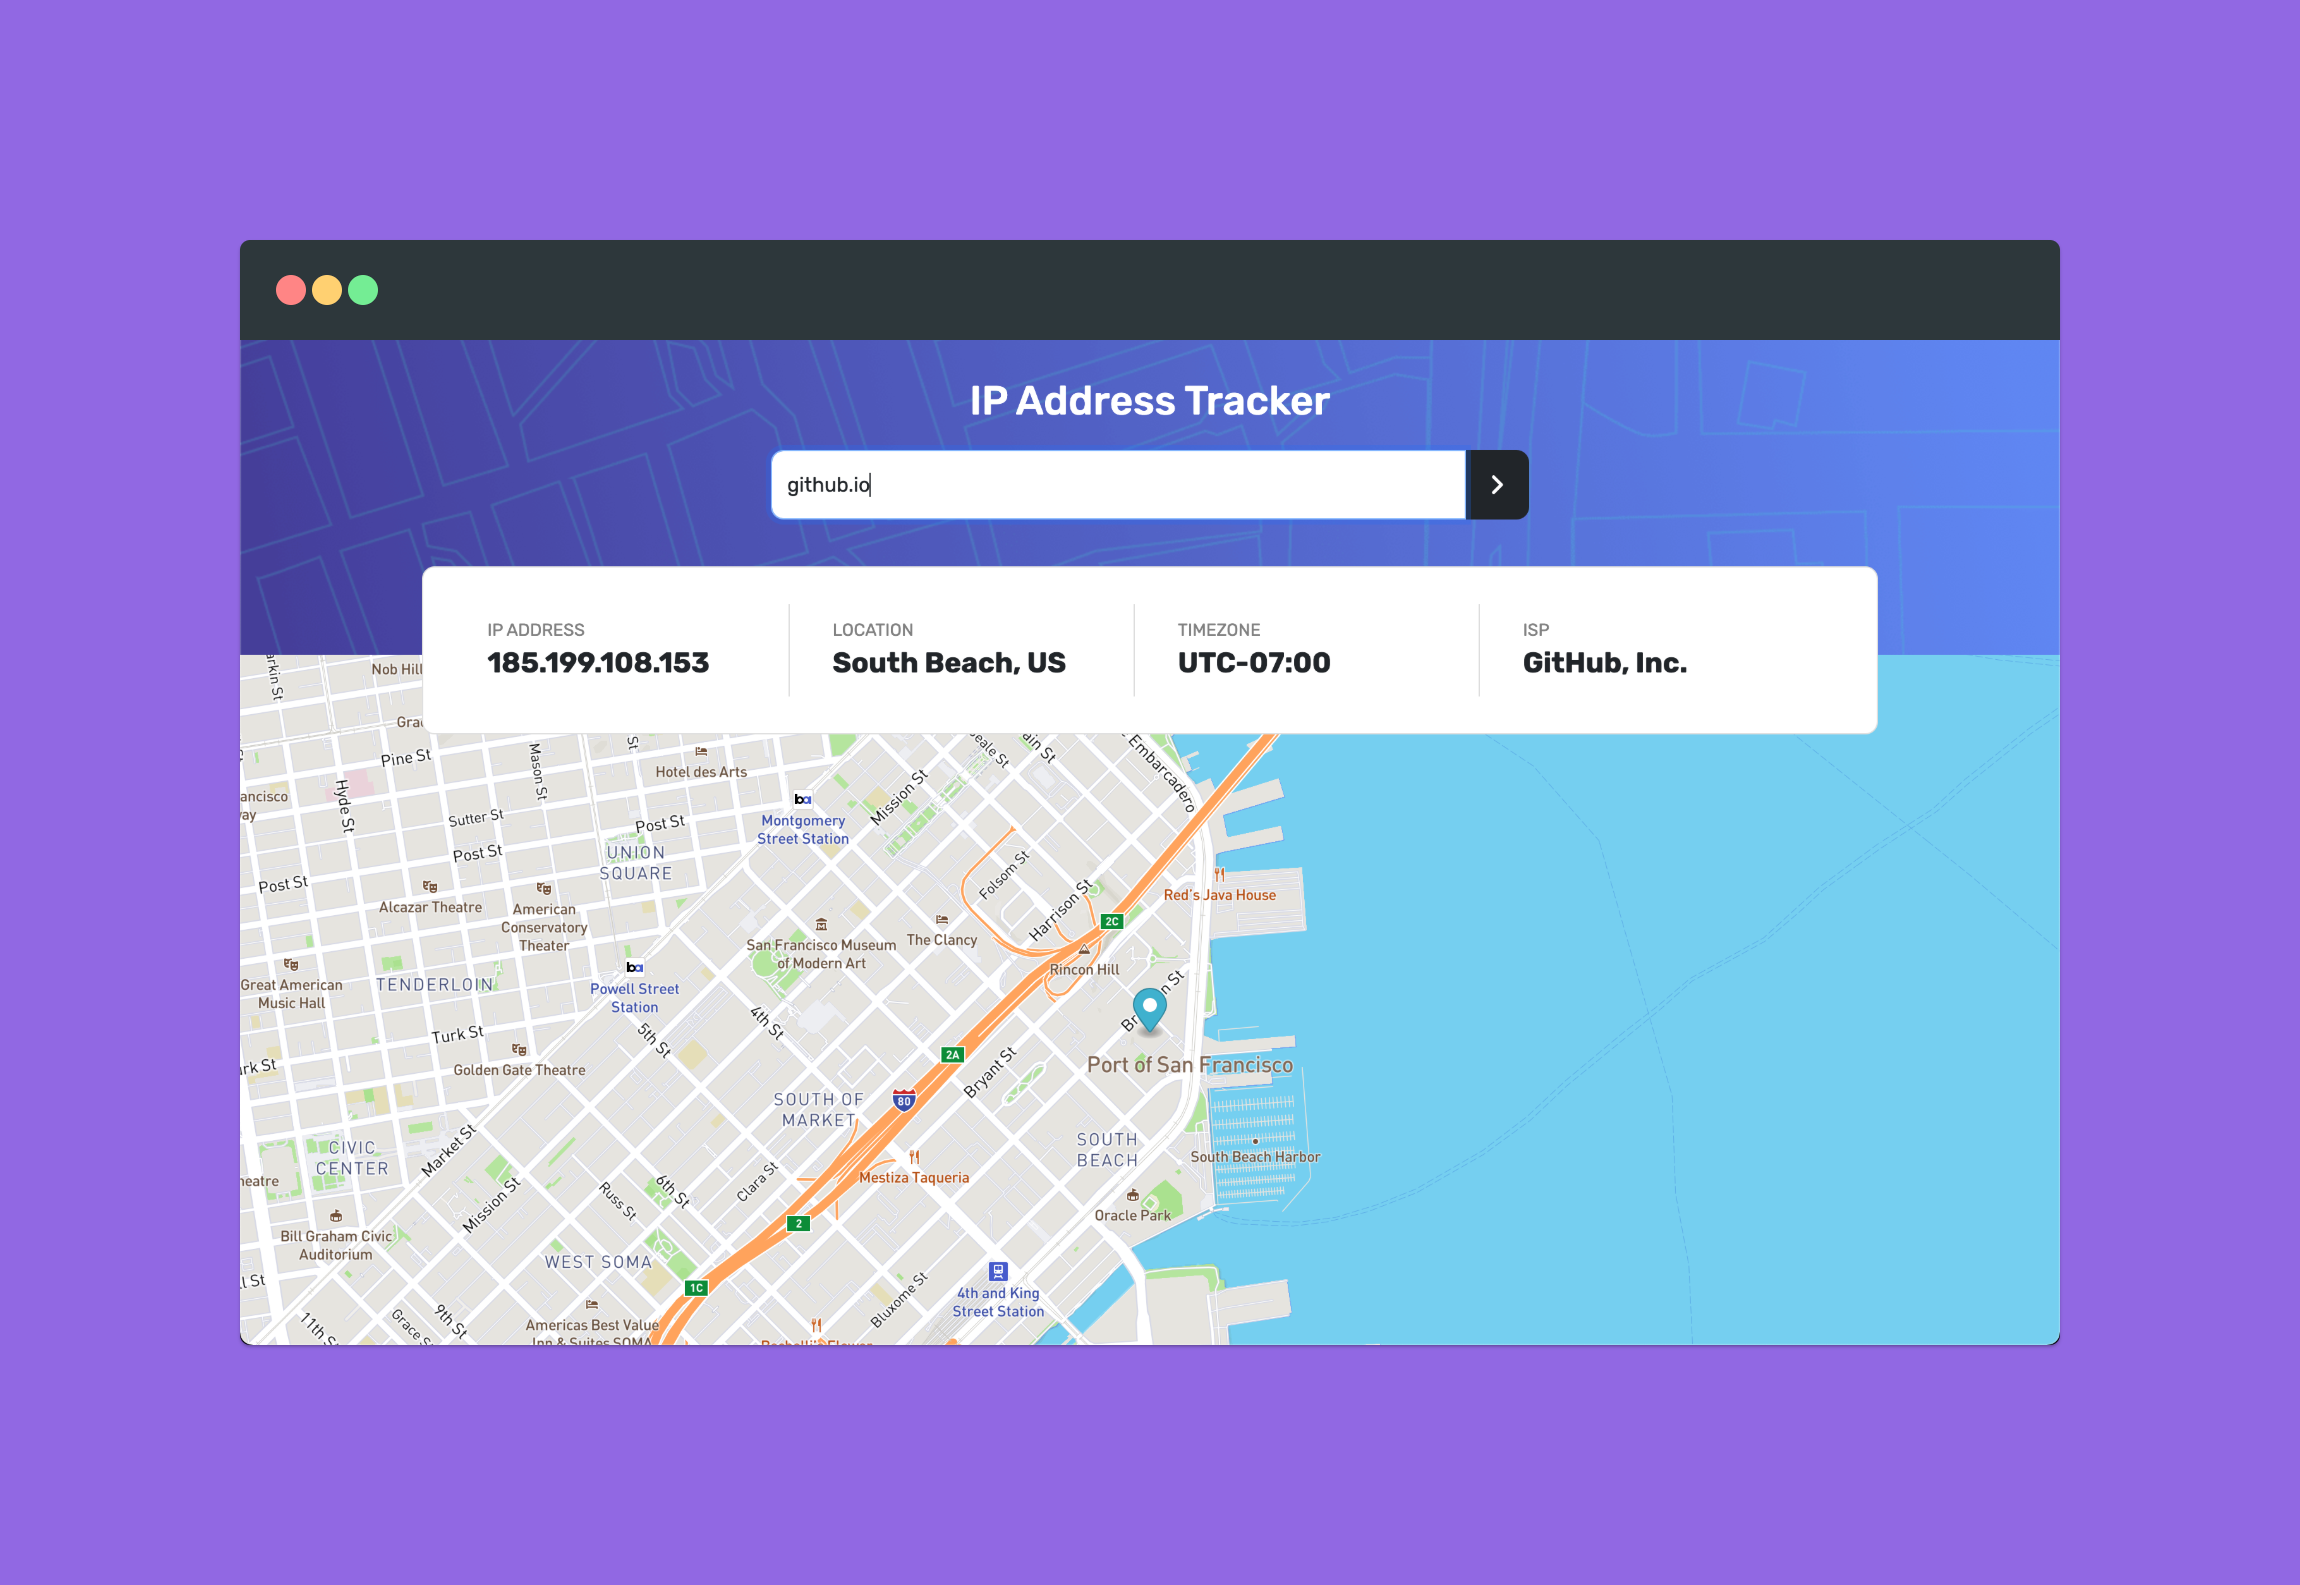 IP Address Tracker
github.io
IP ADDRESS
185.199.108.153
LOCATION
South Beach, US
TIMEZONE
UTC-07:00
ISP
GitHub, Inc.
Nob Hill
Pine St
Hyde St
Mason St
St
Hotel des Arts
Mission St
Embarcadero
Sutter St
Post St
Post St
Post St
Montgomery
Street Station
UNION
SQUARE
Folsom St
Harrison St
Red's Java House
2C
Alcazar Theatre
American
Conservatory
Theater
San Francisco Museum
of Modern Art
The Clancy
Rincon Hill
Great American
Music Hall
TENDERLOIN
Powell Street
Station
4th St
5th St
Turk St
Golden Gate Theatre
2A
Bryant St
Port of San Francisco
80
SOUTH OF
MARKET
CIVIC
CENTER
Market St
Mission St
SOUTH
BEACH
South Beach Harbor
Mestiza Taqueria
Clara St
6th St
Russ St
Oracle Park
2
Bill Graham Civic
Auditorium
WEST SOMA
1C
4th and King
Street Station
Bluxome St
11th St
Grace S
9th St
Americas Best Value
Inn & Suites SOMA